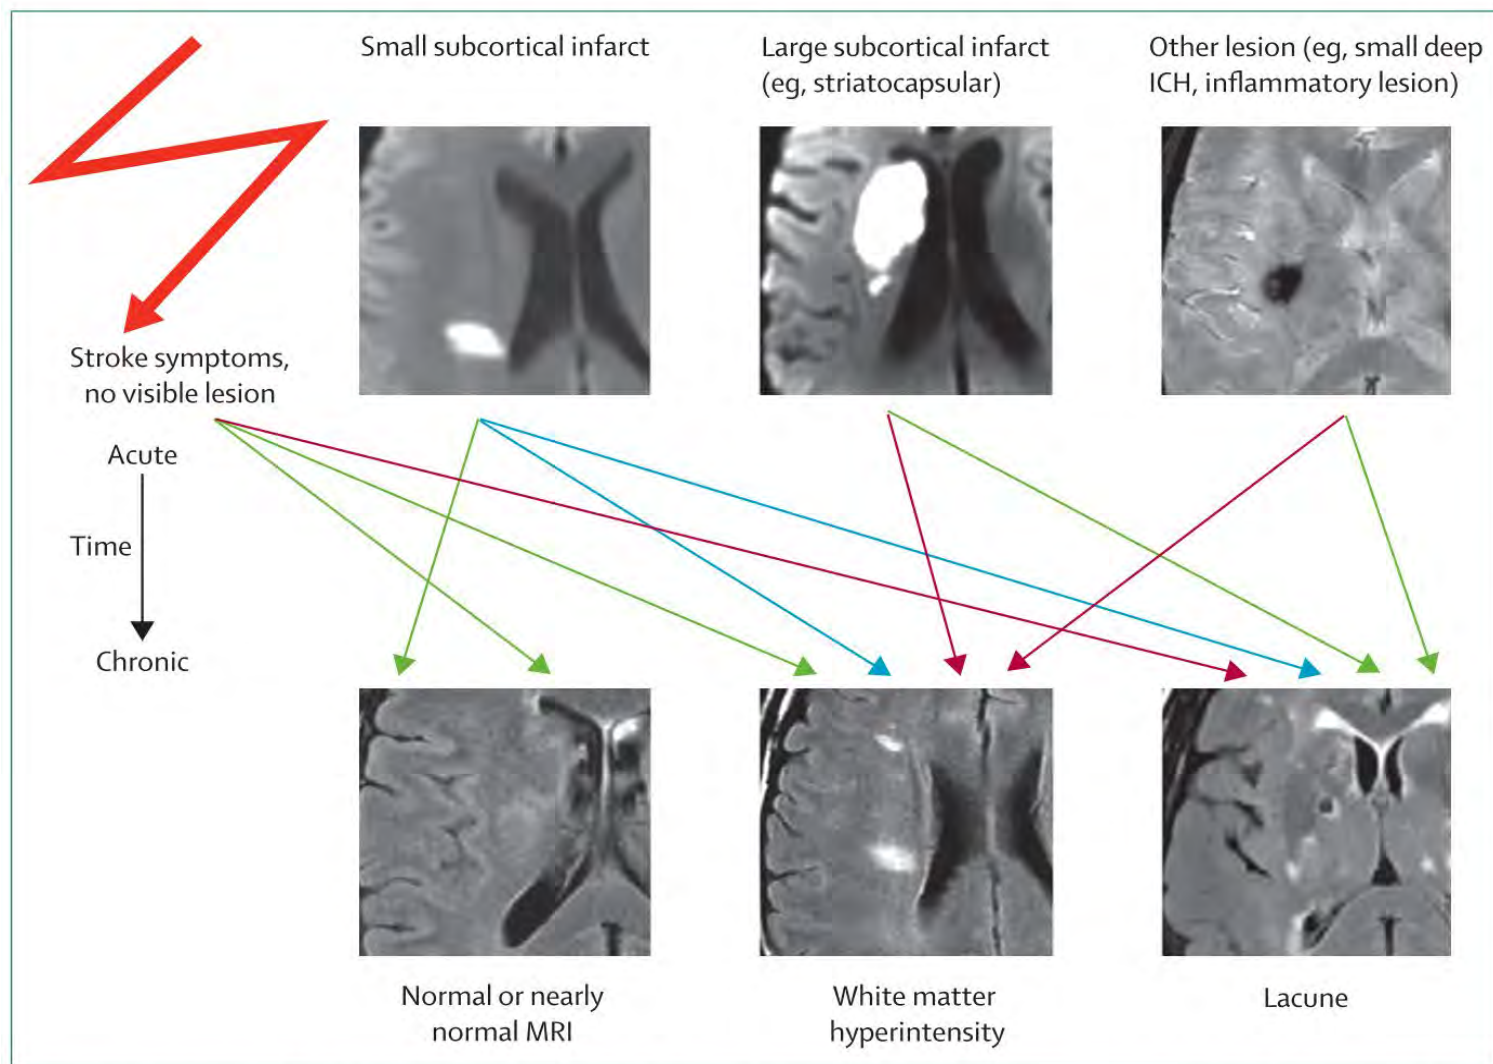 Small subcortical infarct
Large subcortical infarct
(eg, striatocapsular)
Other lesion (eg, small deep
ICH, inflammatory lesion)
Stroke symptoms,
no visible lesion
Acute
Time
Chronic
Normal or nearly
normal MRI
White matter
hyperintensity
Lacune